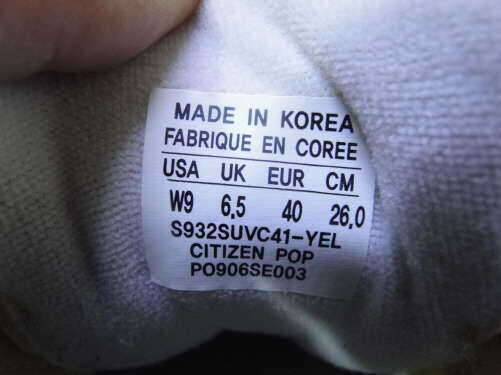 MADE IN KOREA
FABRIQUE EN COREE
USA UK EUR CM
W9 6.5 40 26.0
S932SUVC41-YEL
CITIZEN POP
PO906SE003